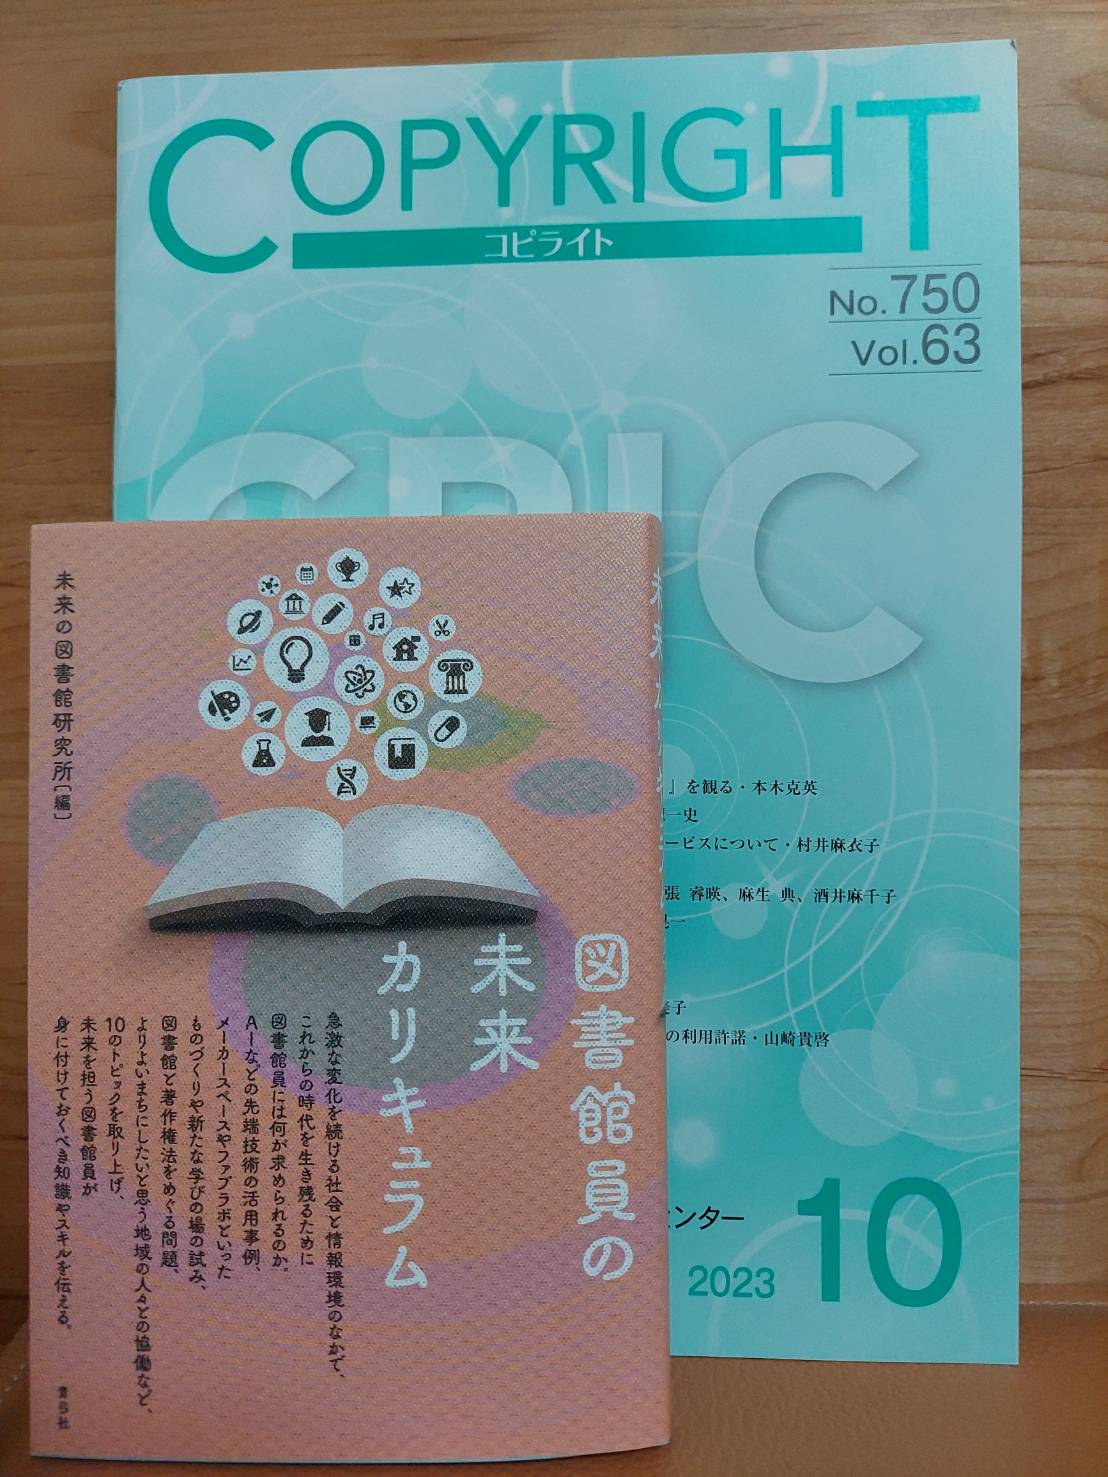 COPYRIGHT
コピライト
No.750
Vol.63
CRIC
』を観る・本木克英
一史
ービスについて・村井麻衣子
張 睿暎、麻生 典、酒井麻千子
一
子
の利用許諾・山崎貴啓
ンター
2023 10
図書館員の
未来
カリキュラム
未来の図書館研究所[編]
急激な変化を続ける社会と情報環境のなかで、
これからの時代を生き残るために
図書館員には何が求められるのか。
AIなどの先端技術の活用事例、
メーカースペースやファブラボといった
ものづくりや新たな学びの場の試み、
図書館と著作権法をめぐる問題、
よりよいまちにしたいと思う地域の人々との協働など、
10のトピックを取り上げ、
未来を担う図書館員が
身に付けておくべき知識やスキルを伝える。
青弓社